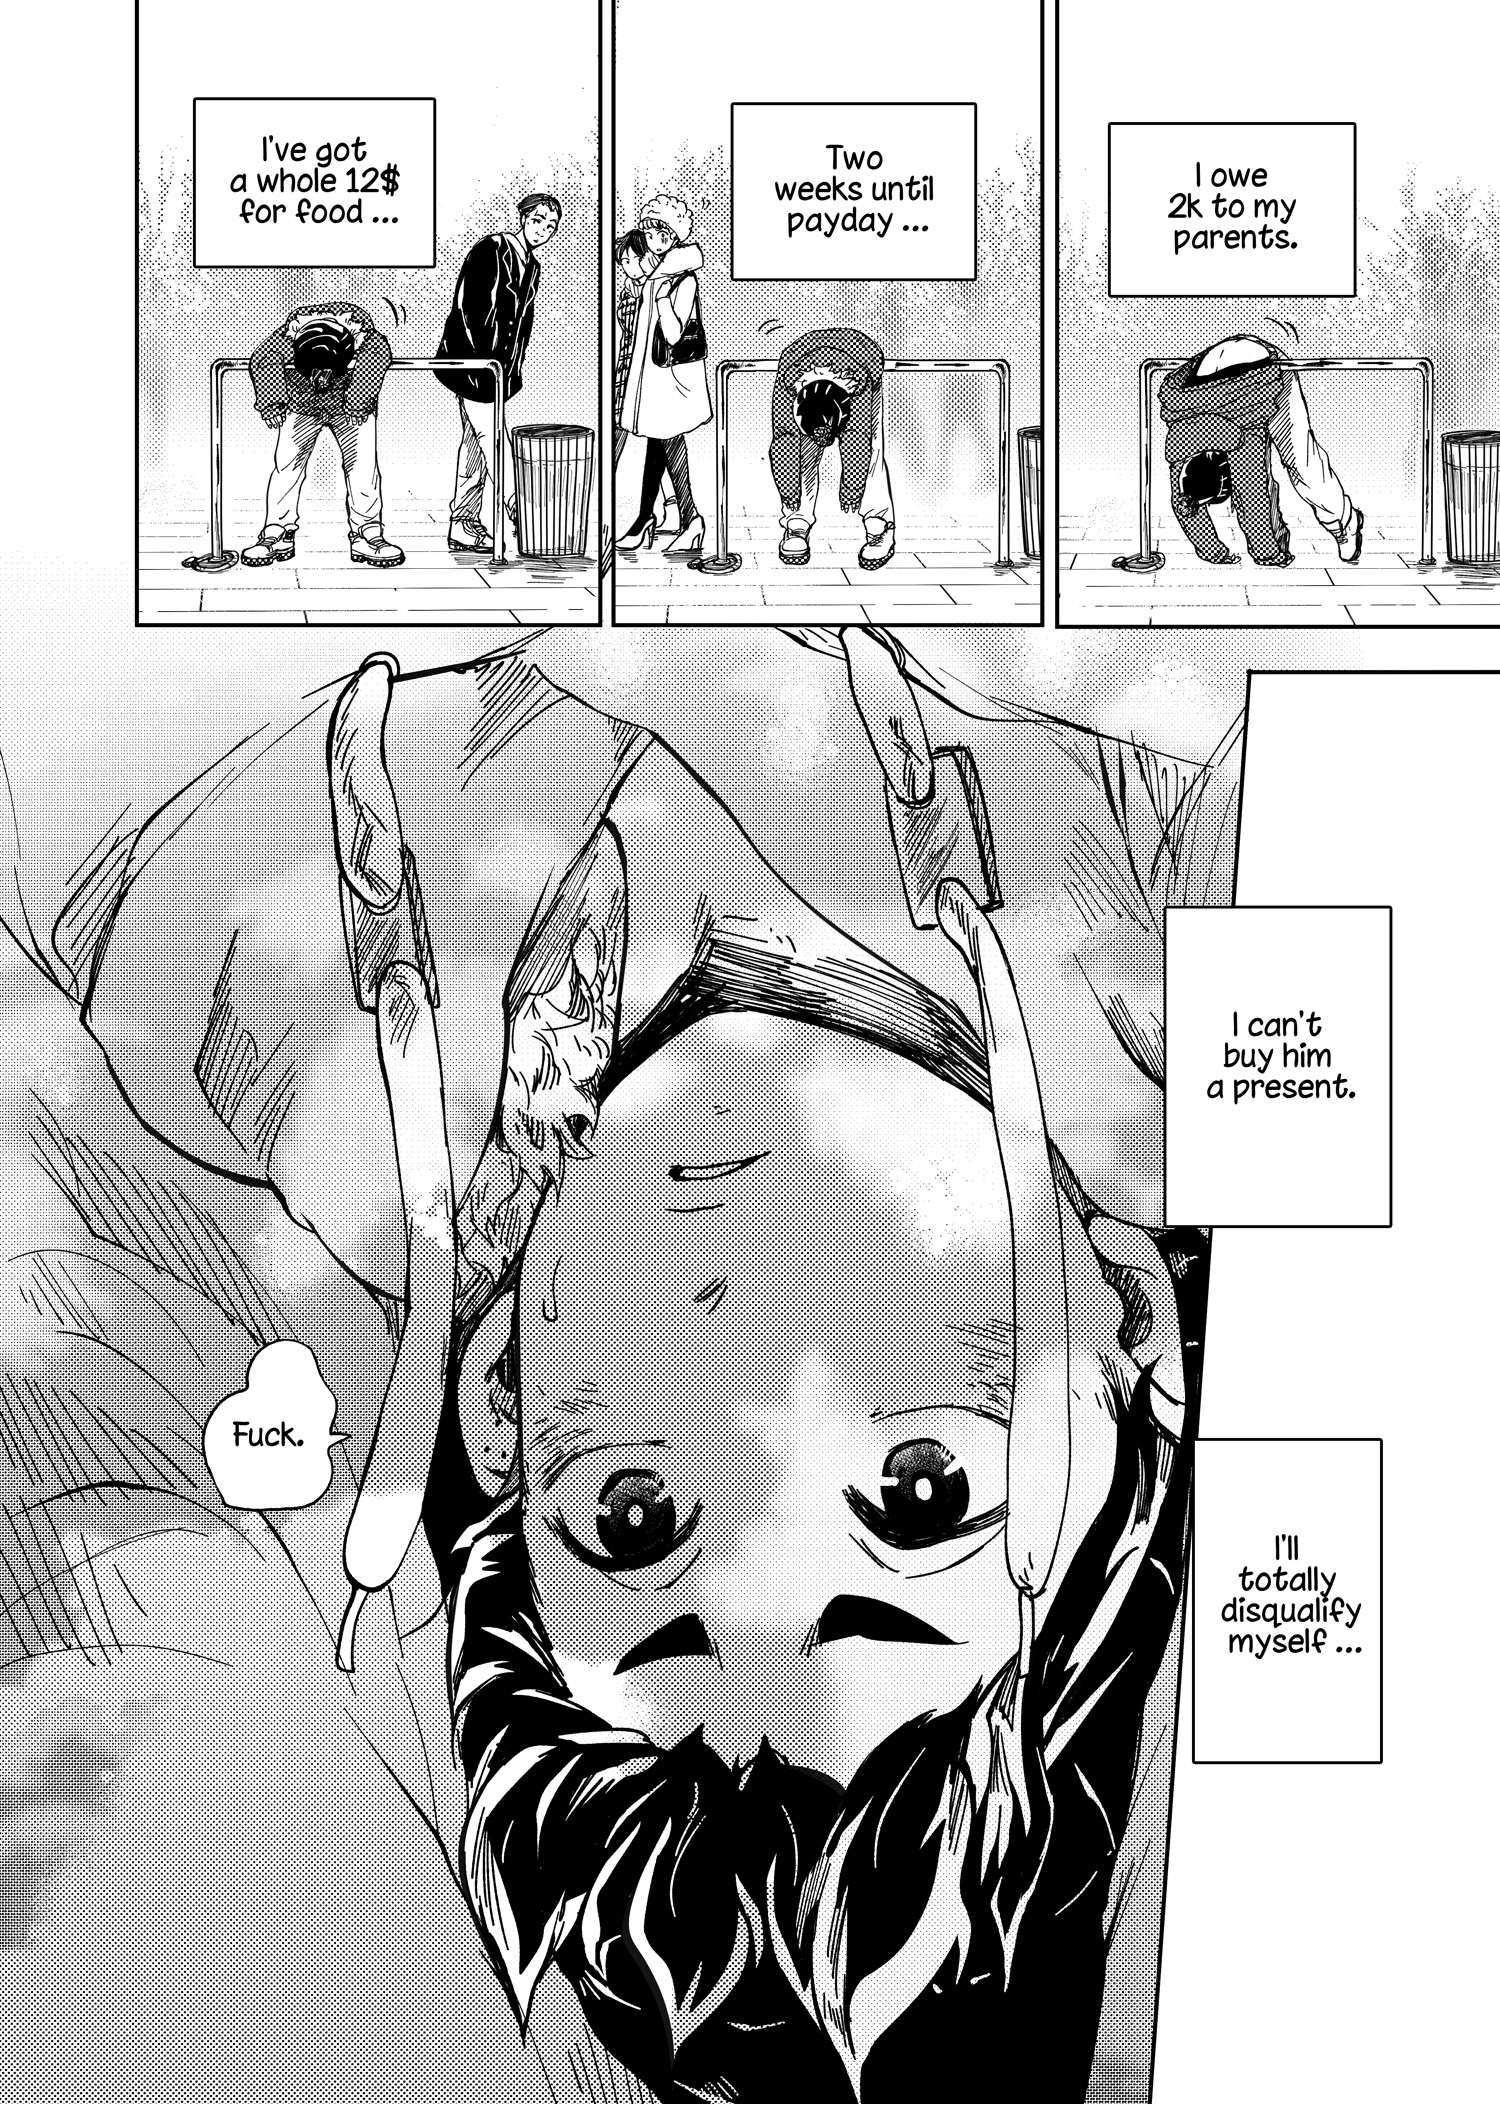 I owe
2k to my
parents.
Two
weeks until
payday ...
I've got
a whole 12$
for food ...
I can't
buy him
a present.
I'll
totally
disqualify
myself ...
Fuck.